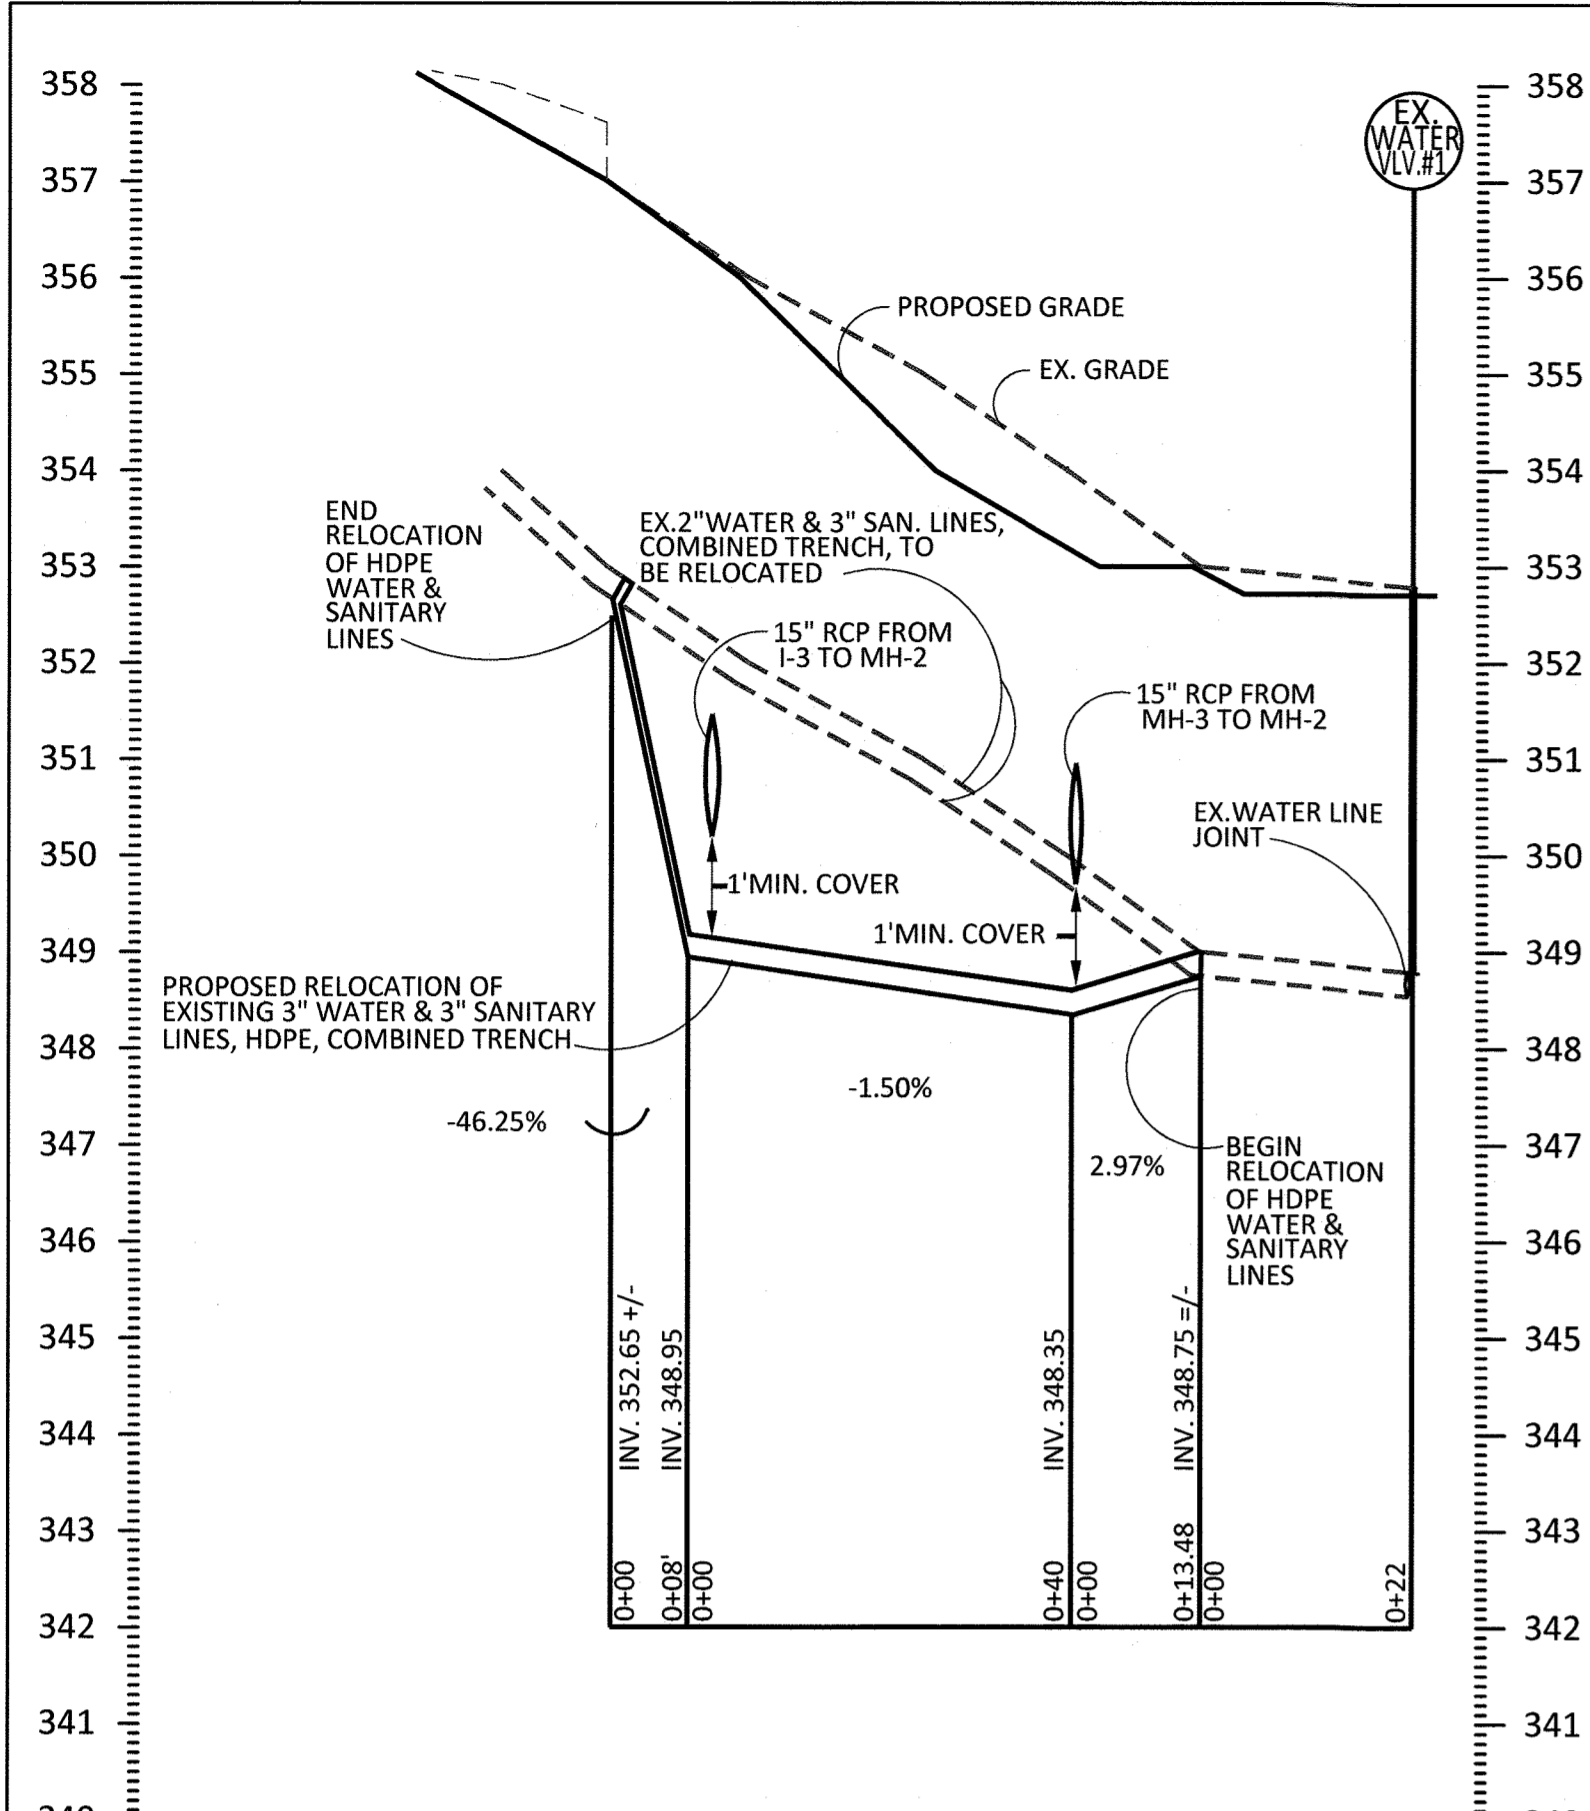 358
357
356
355
354
353
352
351
350
349
348
347
346
345
344
343
342
341
358
357
356
355
354
353
352
351
350
349
348
347
346
345
344
343
342
341
EX.
WATER
VLV.#1
PROPOSED GRADE
EX. GRADE
END
RELOCATION
OF HDPE
WATER &
SANITARY
LINES
EX.2"WATER & 3" SAN. LINES,
COMBINED TRENCH, TO
BE RELOCATED
15" RCP FROM
I-3 TO MH-2
15" RCP FROM
MH-3 TO MH-2
EX.WATER LINE
JOINT
1'MIN. COVER
1'MIN. COVER
PROPOSED RELOCATION OF
EXISTING 3" WATER & 3" SANITARY
LINES, HDPE, COMBINED TRENCH
-46.25%
-1.50%
2.97%
BEGIN
RELOCATION
OF HDPE
WATER &
SANITARY
LINES
INV. 352.65 +/-
INV. 348.95
INV. 348.35
INV. 348.75 =/-
0+00
0+08'
0+00
0+40
0+00
0+13.48
0+00
0+22